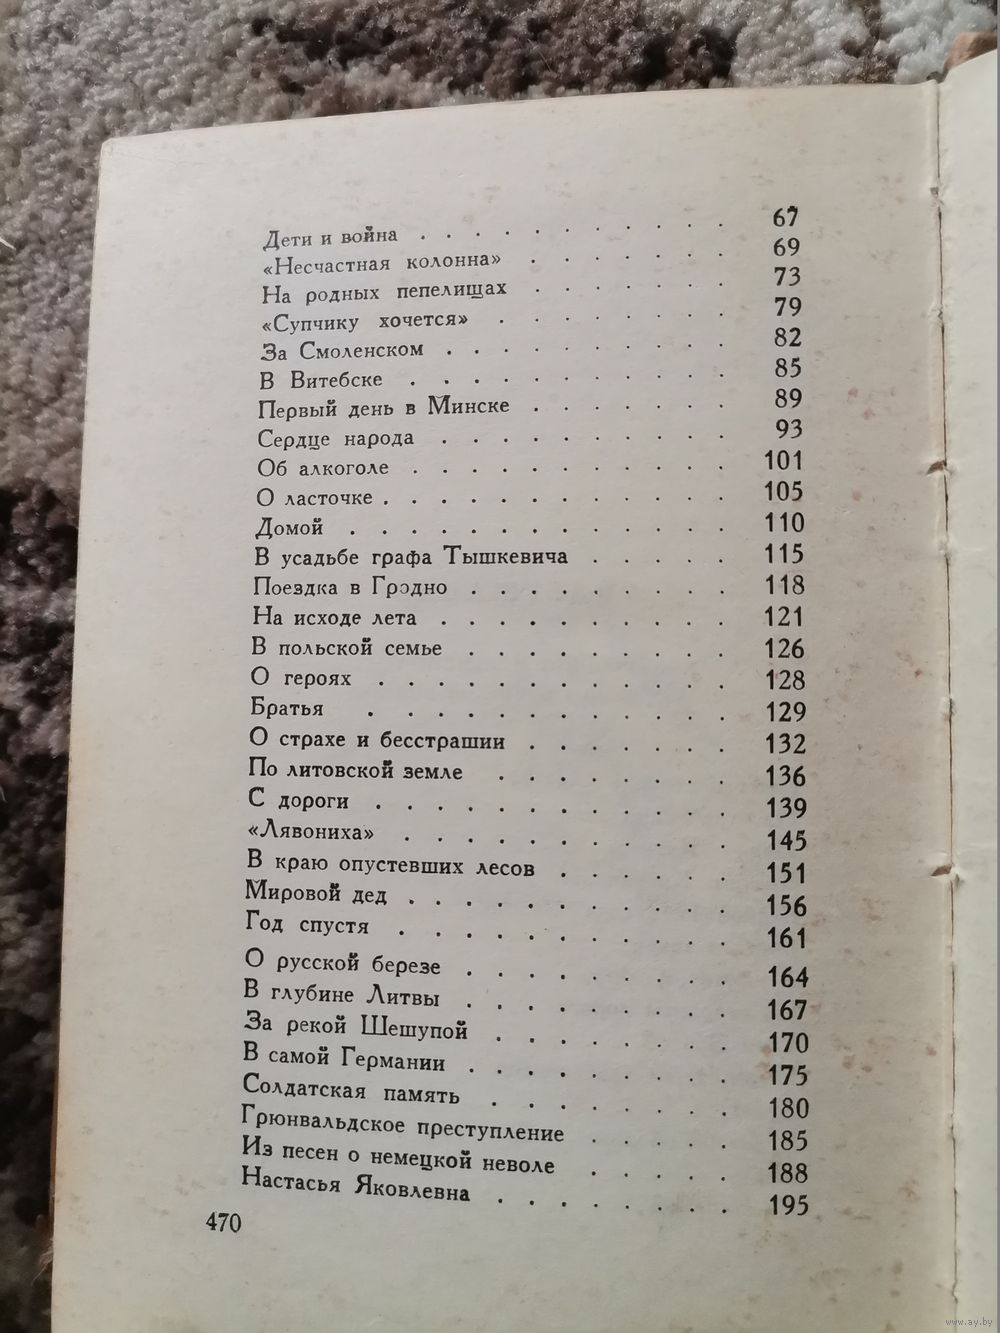 Дети и война . . . . . . . . . . . 67
«Несчастная колонна» . . . . . . . 69
На родных пепелищах . . . . . . . 73
«Супчику хочется» . . . . . . . . 79
За Смоленском . . . . . . . . . . 82
В Витебске . . . . . . . . . . . 85
Первый день в Минске . . . . . . . 89
Сердце народа . . . . . . . . . . 93
Об алкоголе . . . . . . . . . . . 101
О ласточке . . . . . . . . . . . . 105
Домой . . . . . . . . . . . . . 110
В усадьбе графа Тышкевича . . . . . 115
Поездка в Гродно . . . . . . . . . 118
На исходе лета . . . . . . . . . . 121
В польской семье . . . . . . . . . 126
О героях . . . . . . . . . . . . 128
Братья . . . . . . . . . . . . 129
О страхе и бесстрашии . . . . . . . 132
По литовской земле . . . . . . . . 136
С дороги . . . . . . . . . . . . 139
«Лявониха» . . . . . . . . . . . 145
В краю опустевших лесов . . . . . . 151
Мировой дед . . . . . . . . . . . 156
Год спустя . . . . . . . . . . . 161
О русской березе . . . . . . . . . 164
В глубине Литвы . . . . . . . . . 167
За рекой Шешупой . . . . . . . . 170
В самой Германии . . . . . . . . . 175
Солдатская память . . . . . . . . 180
Грюнвальдское преступление . . . . . 185
Из песен о немецкой неволе . . . . . 188
Настасья Яковлевна . . . . . . . . 195
470
www.ay.by